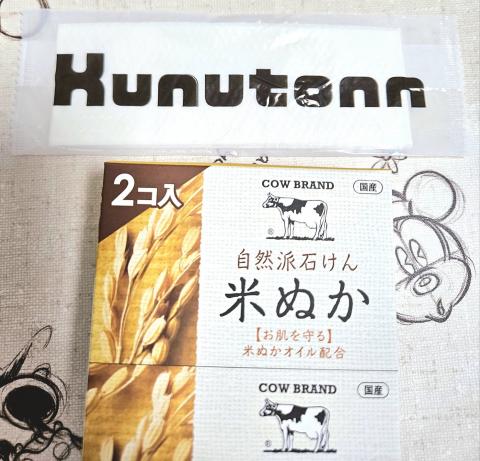 Kunutonn
2コ入
COW BRAND
国産
®
自然派石けん
米ぬか
【お肌を守る】
米ぬかオイル配合
COW BRAND
国産
®